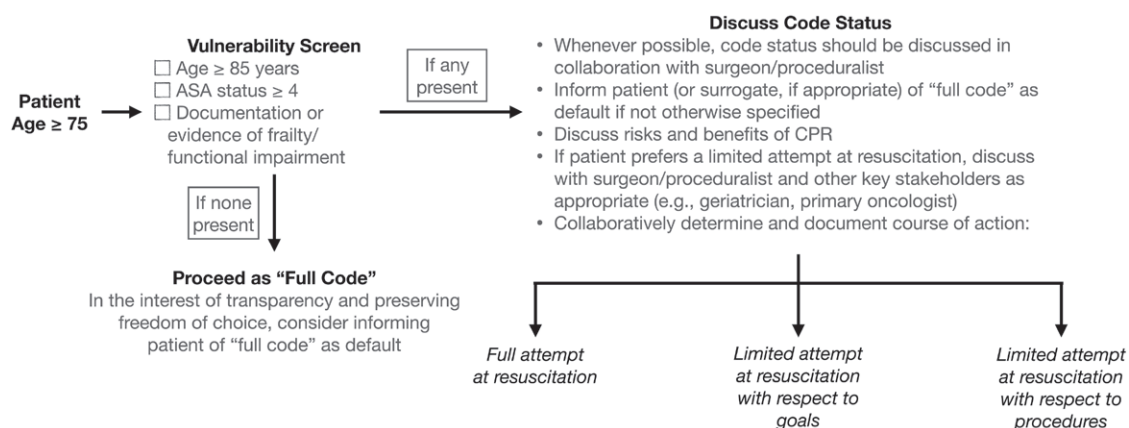 Patient
Age ≥ 75
Vulnerability Screen
☐ Age ≥ 85 years
☐ ASA status ≥ 4
☐ Documentation or
evidence of frailty/
functional impairment
If any
present
If none
present
Proceed as “Full Code”
In the interest of transparency and preserving
freedom of choice, consider informing
patient of “full code” as default
Discuss Code Status
• Whenever possible, code status should be discussed in
collaboration with surgeon/proceduralist
• Inform patient (or surrogate, if appropriate) of “full code” as
default if not otherwise specified
• Discuss risks and benefits of CPR
• If patient prefers a limited attempt at resuscitation, discuss
with surgeon/proceduralist and other key stakeholders as
appropriate (e.g., geriatrician, primary oncologist)
• Collaboratively determine and document course of action:
Full attempt
at resuscitation
Limited attempt
at resuscitation
with respect to
goals
Limited attempt
at resuscitation
with respect to
procedures